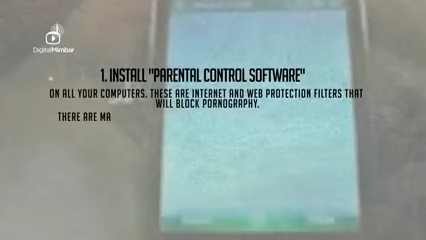 DigitalMimbar
1. INSTALL "PARENTAL CONTROL SOFTWARE"
ON ALL YOUR COMPUTERS. THESE ARE INTERNET AND WEB PROTECTION FILTERS THAT
WILL BLOCK PORNOGRAPHY.
THERE ARE MA